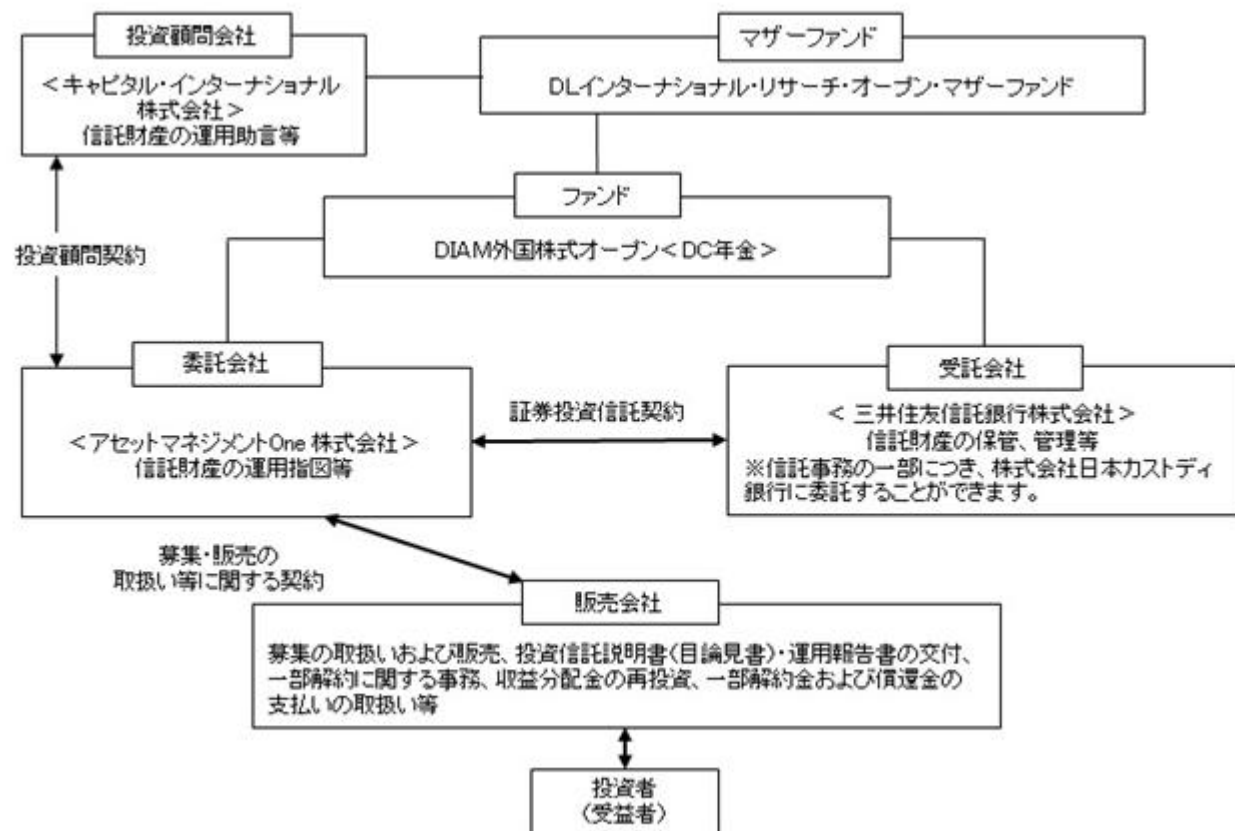 投資顧問会社
<キャピタル・インターナショナル
株式会社>
信託財産の運用助言等
マザーファンド
DLインターナショナル・リサーチ・オープン・マザーファンド
ファンド
DIAM外国株式オープン<DC年金>
投資顧問契約
委託会社
<アセットマネジメントOne 株式会社>
信託財産の運用指図等
証券投資信託契約
受託会社
< 三井住友信託銀行株式会社>
信託財産の保管、管理等
※信託事務の一部につき、株式会社日本カストディ
銀行に委託することができます。
募集・販売の
取扱い等に関する契約
販売会社
募集の取扱いおよび販売、投資信託説明書(目論見書)・運用報告書の交付、
一部解約に関する事務、収益分配金の再投資、一部解約金および償還金の
支払いの取扱い等
投資者
(受益者)